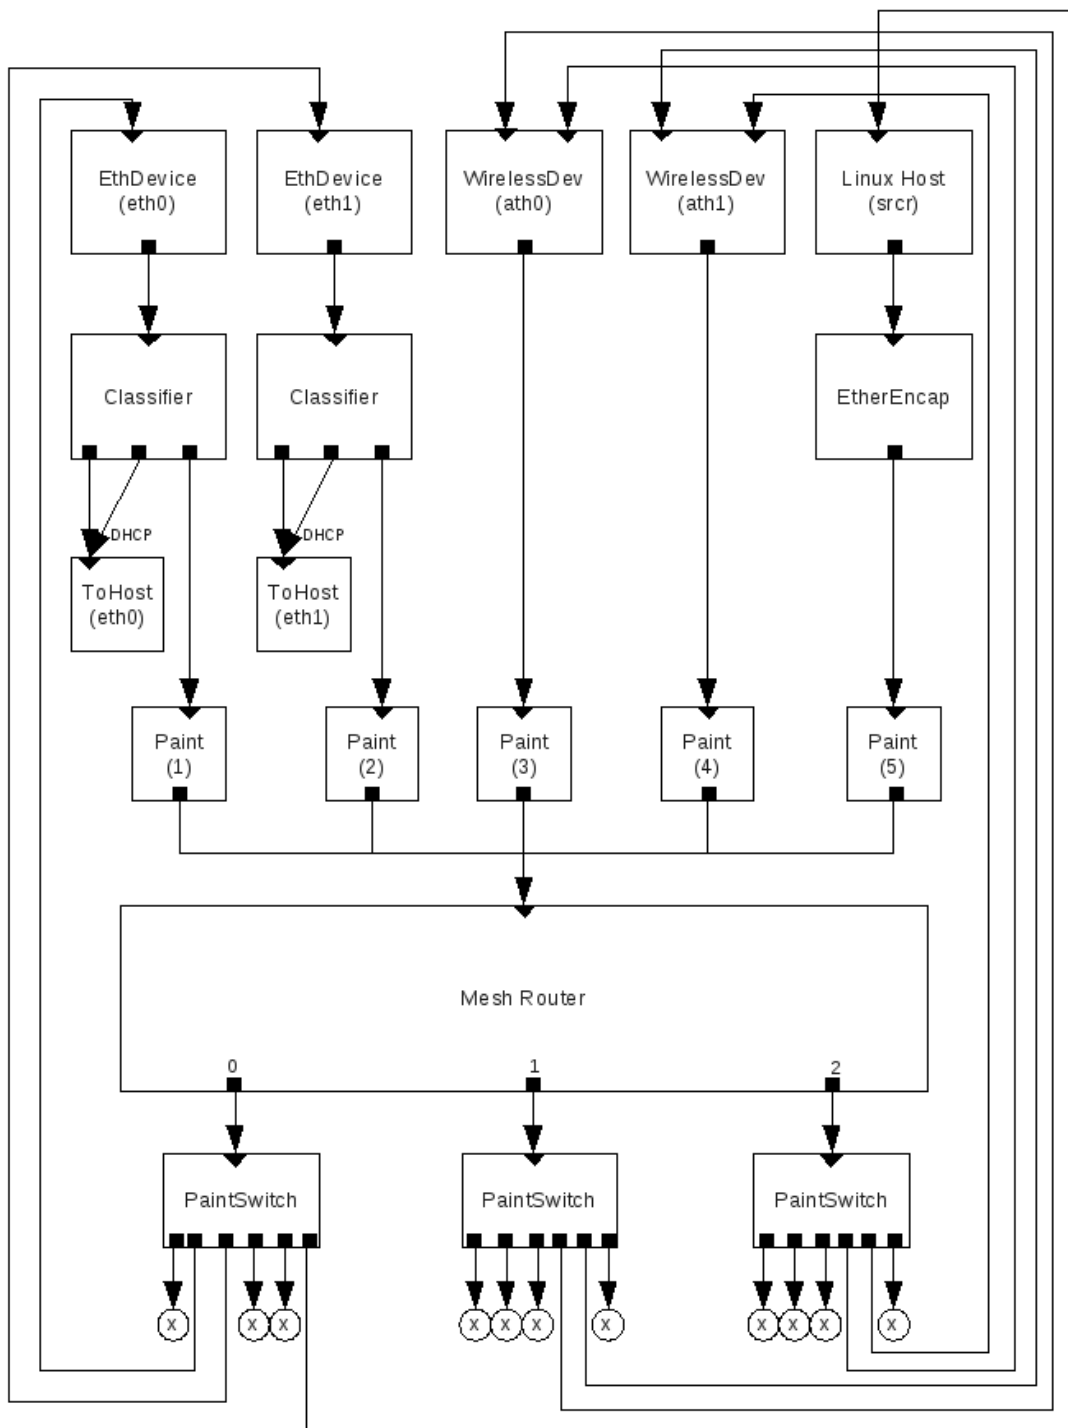 EthDevice
(eth0)
EthDevice
(eth1)
WirelessDev
(ath0)
WirelessDev
(ath1)
Linux Host
(srcr)
Classifier
Classifier
EtherEncap
DHCP
DHCP
ToHost
(eth0)
ToHost
(eth1)
Paint
(1)
Paint
(2)
Paint
(3)
Paint
(4)
Paint
(5)
Mesh Router
0
1
2
PaintSwitch
PaintSwitch
PaintSwitch
X
X
X
X
X
X
X
X
X
X
X